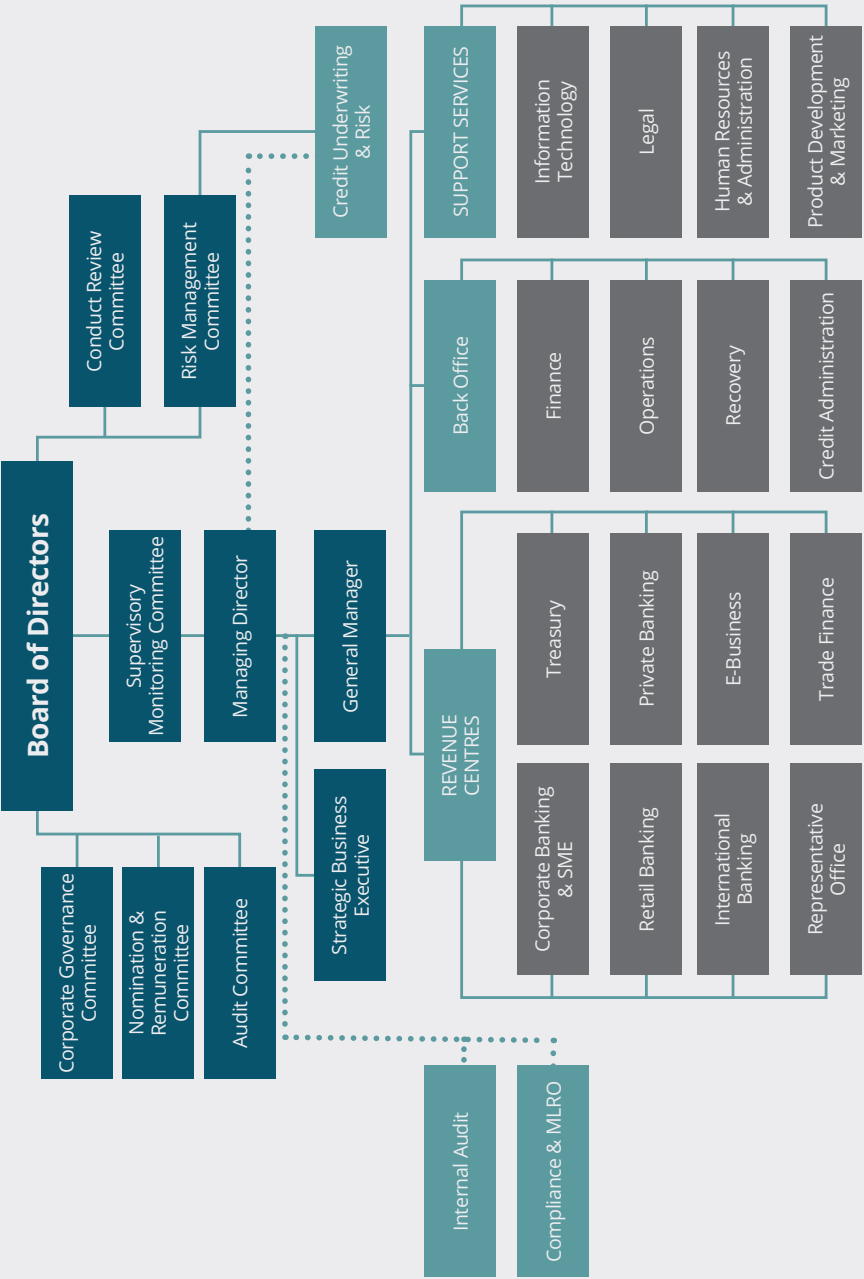 Board of Directors
Corporate Governance
Committee
Nomination &
Remuneration
Committee
Audit Committee
Supervisory
Monitoring Committee
Managing Director
Conduct Review
Committee
Risk Management
Committee
Strategic Business
Executive
General Manager
Credit Underwriting
& Risk
Internal Audit
Compliance & MLRO
REVENUE
CENTRES
Corporate Banking
& SME
Retail Banking
International
Banking
Representative
Office
Treasury
Private Banking
E-Business
Trade Finance
Back Office
Finance
Operations
Recovery
Credit Administration
SUPPORT SERVICES
Information
Technology
Legal
Human Resources
& Administration
Product Development
& Marketing